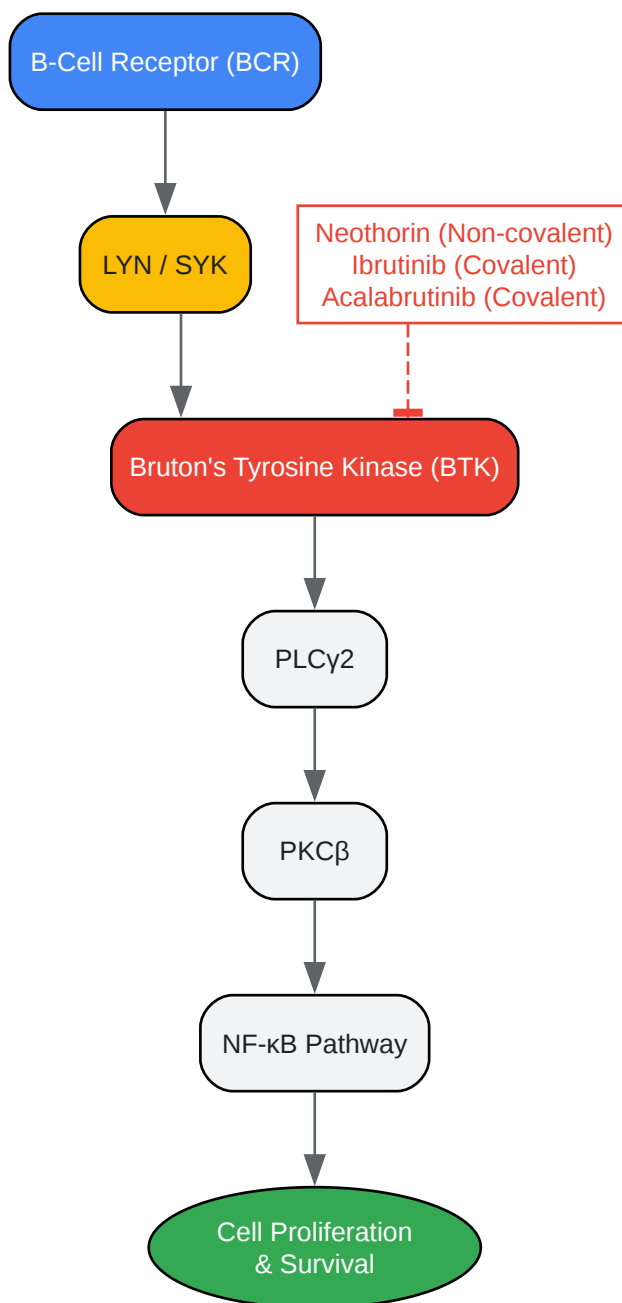 B-Cell Receptor (BCR)
LYN / SYK
Neothorin (Non-covalent)
Ibrutinib (Covalent)
Acalabrutinib (Covalent)
Bruton's Tyrosine Kinase (BTK)
PLCγ2
PKCβ
NF-κB Pathway
Cell Proliferation
& Survival